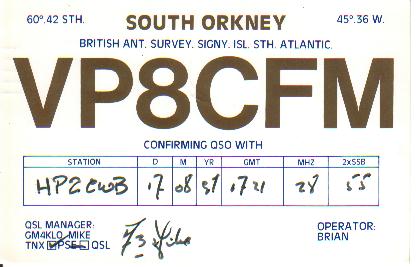 60°.42 STH. SOUTH ORKNEY 45°.36 W.
BRITISH ANT. SURVEY. SIGNY. ISL. STH. ATLANTIC.
VP8CFM
CONFIRMING QSO WITH
STATION D M YR GMT MHZ 2xSSB
HP2CWB 17 08 1721 28 55
QSL MANAGER:
GM4KLO MIKE
TNX PSE QSL
73 Mike
OPERATOR:
BRIAN